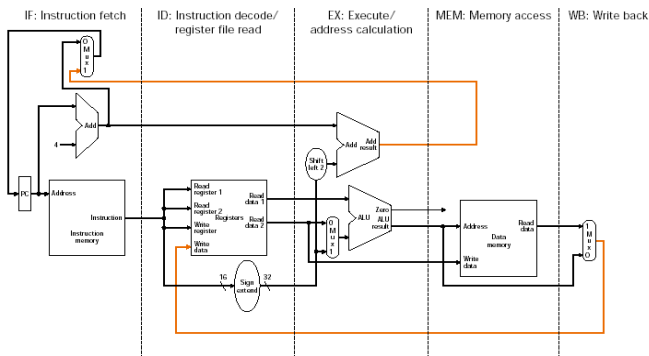 IF: Instruction fetch
ID: Instruction decode/
register file read
EX: Execute/
address calculation
MEM: Memory access
WB: Write back
0
M
u
x
1
Add
4
Add
Add
result
Shift
left 2
PC
Address
Instruction
Instruction
memory
Read
register 1
Read
register 2
Registers
Write
register
Write
data
Read
data 1
Read
data 2
0
M
u
x
1
ALU
Zero
ALU
result
Address
Data
memory
Write
data
Read
data
1
M
u
x
0
16
Sign
extend
32